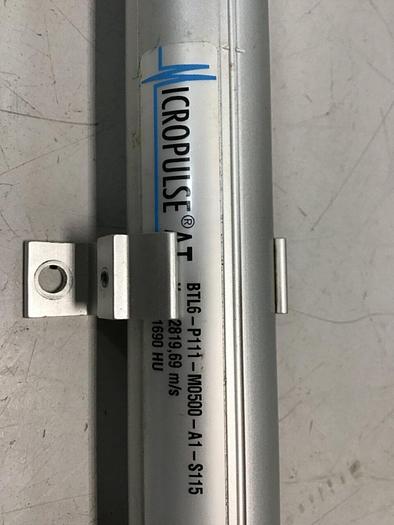 MICROPULSE® AT
BTL6-P111-M0500-A1-S115
2819,69 m/s
1690 HU